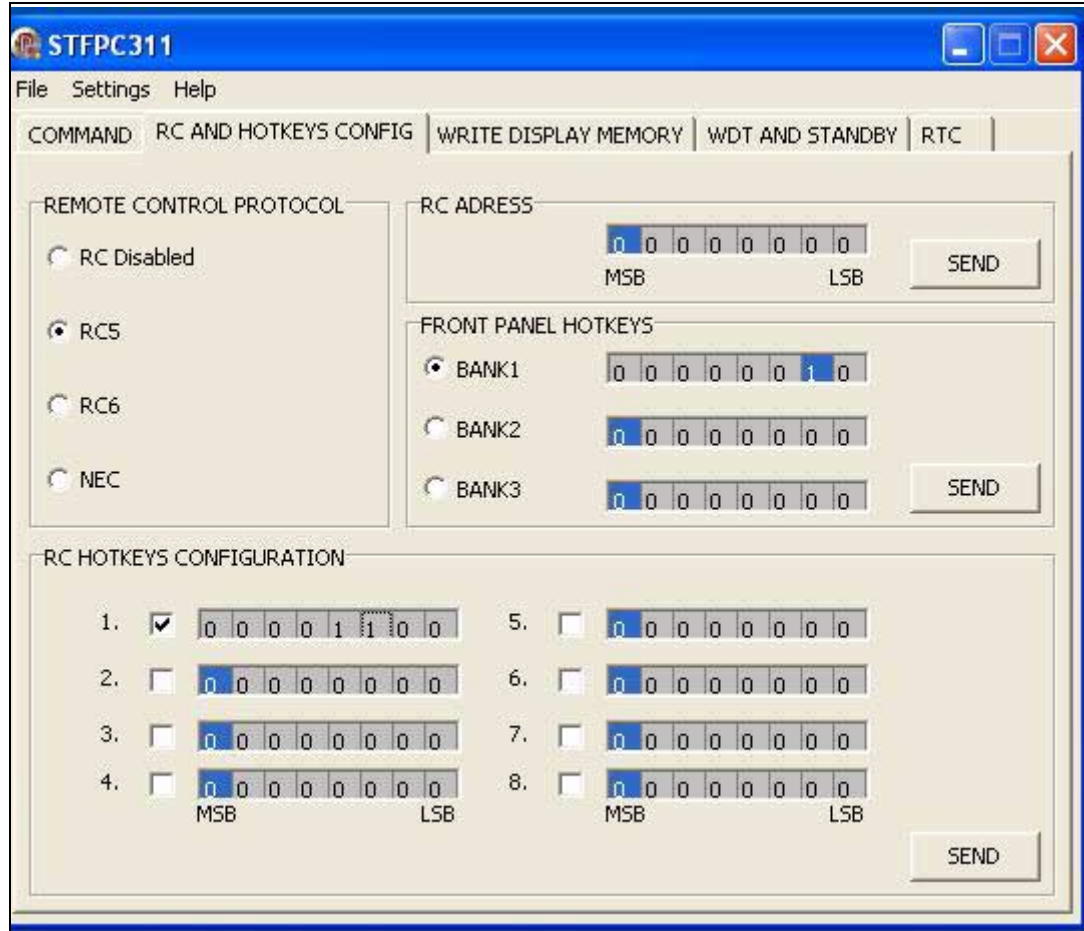 STFPC311
File Settings Help
COMMAND RC AND HOTKEYS CONFIG WRITE DISPLAY MEMORY WDT AND STANDBY RTC
REMOTE CONTROL PROTOCOL
RC Disabled
RC5
RC6
NEC
RC ADRESS
0 0 0 0 0 0 0 0
MSB LSB
SEND
FRONT PANEL HOTKEYS
BANK1 0 0 0 0 0 0 1 0
BANK2 0 0 0 0 0 0 0 0
BANK3 0 0 0 0 0 0 0 0
SEND
RC HOTKEYS CONFIGURATION
1. 0 0 0 0 1 1 0 0
2. 0 0 0 0 0 0 0 0
3. 0 0 0 0 0 0 0 0
4. 0 0 0 0 0 0 0 0
MSB LSB
5. 0 0 0 0 0 0 0 0
6. 0 0 0 0 0 0 0 0
7. 0 0 0 0 0 0 0 0
8. 0 0 0 0 0 0 0 0
MSB LSB
SEND